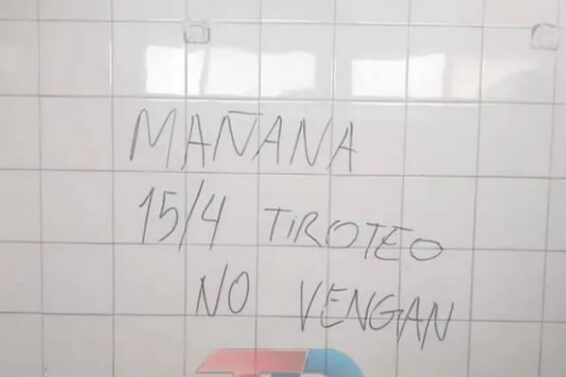 MAÑANA
15/4 TIROTEO
NO VENGAN